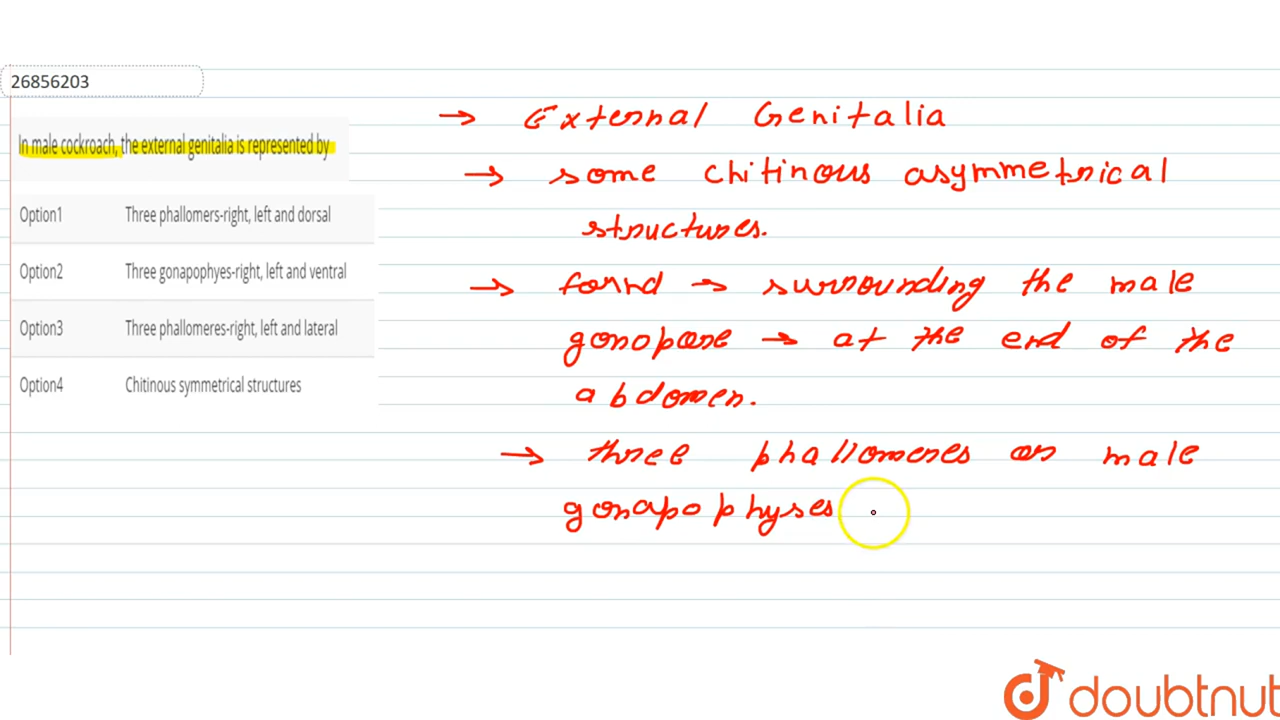 26856203
In male cockroach, the external genitalia is represented by
Option1 Three phallomers-right, left and dorsal
Option2 Three gonapophyes-right, left and ventral
Option3 Three phallomeres-right, left and lateral
Option4 Chitinous symmetrical structures
→ External Genitalia
→ some chitinous asymmetrical
structures.
→ found → surrounding the male
gonopore → at the end of the
abdomen.
→ three phallomeres or male
gonapophyses
doubtnut